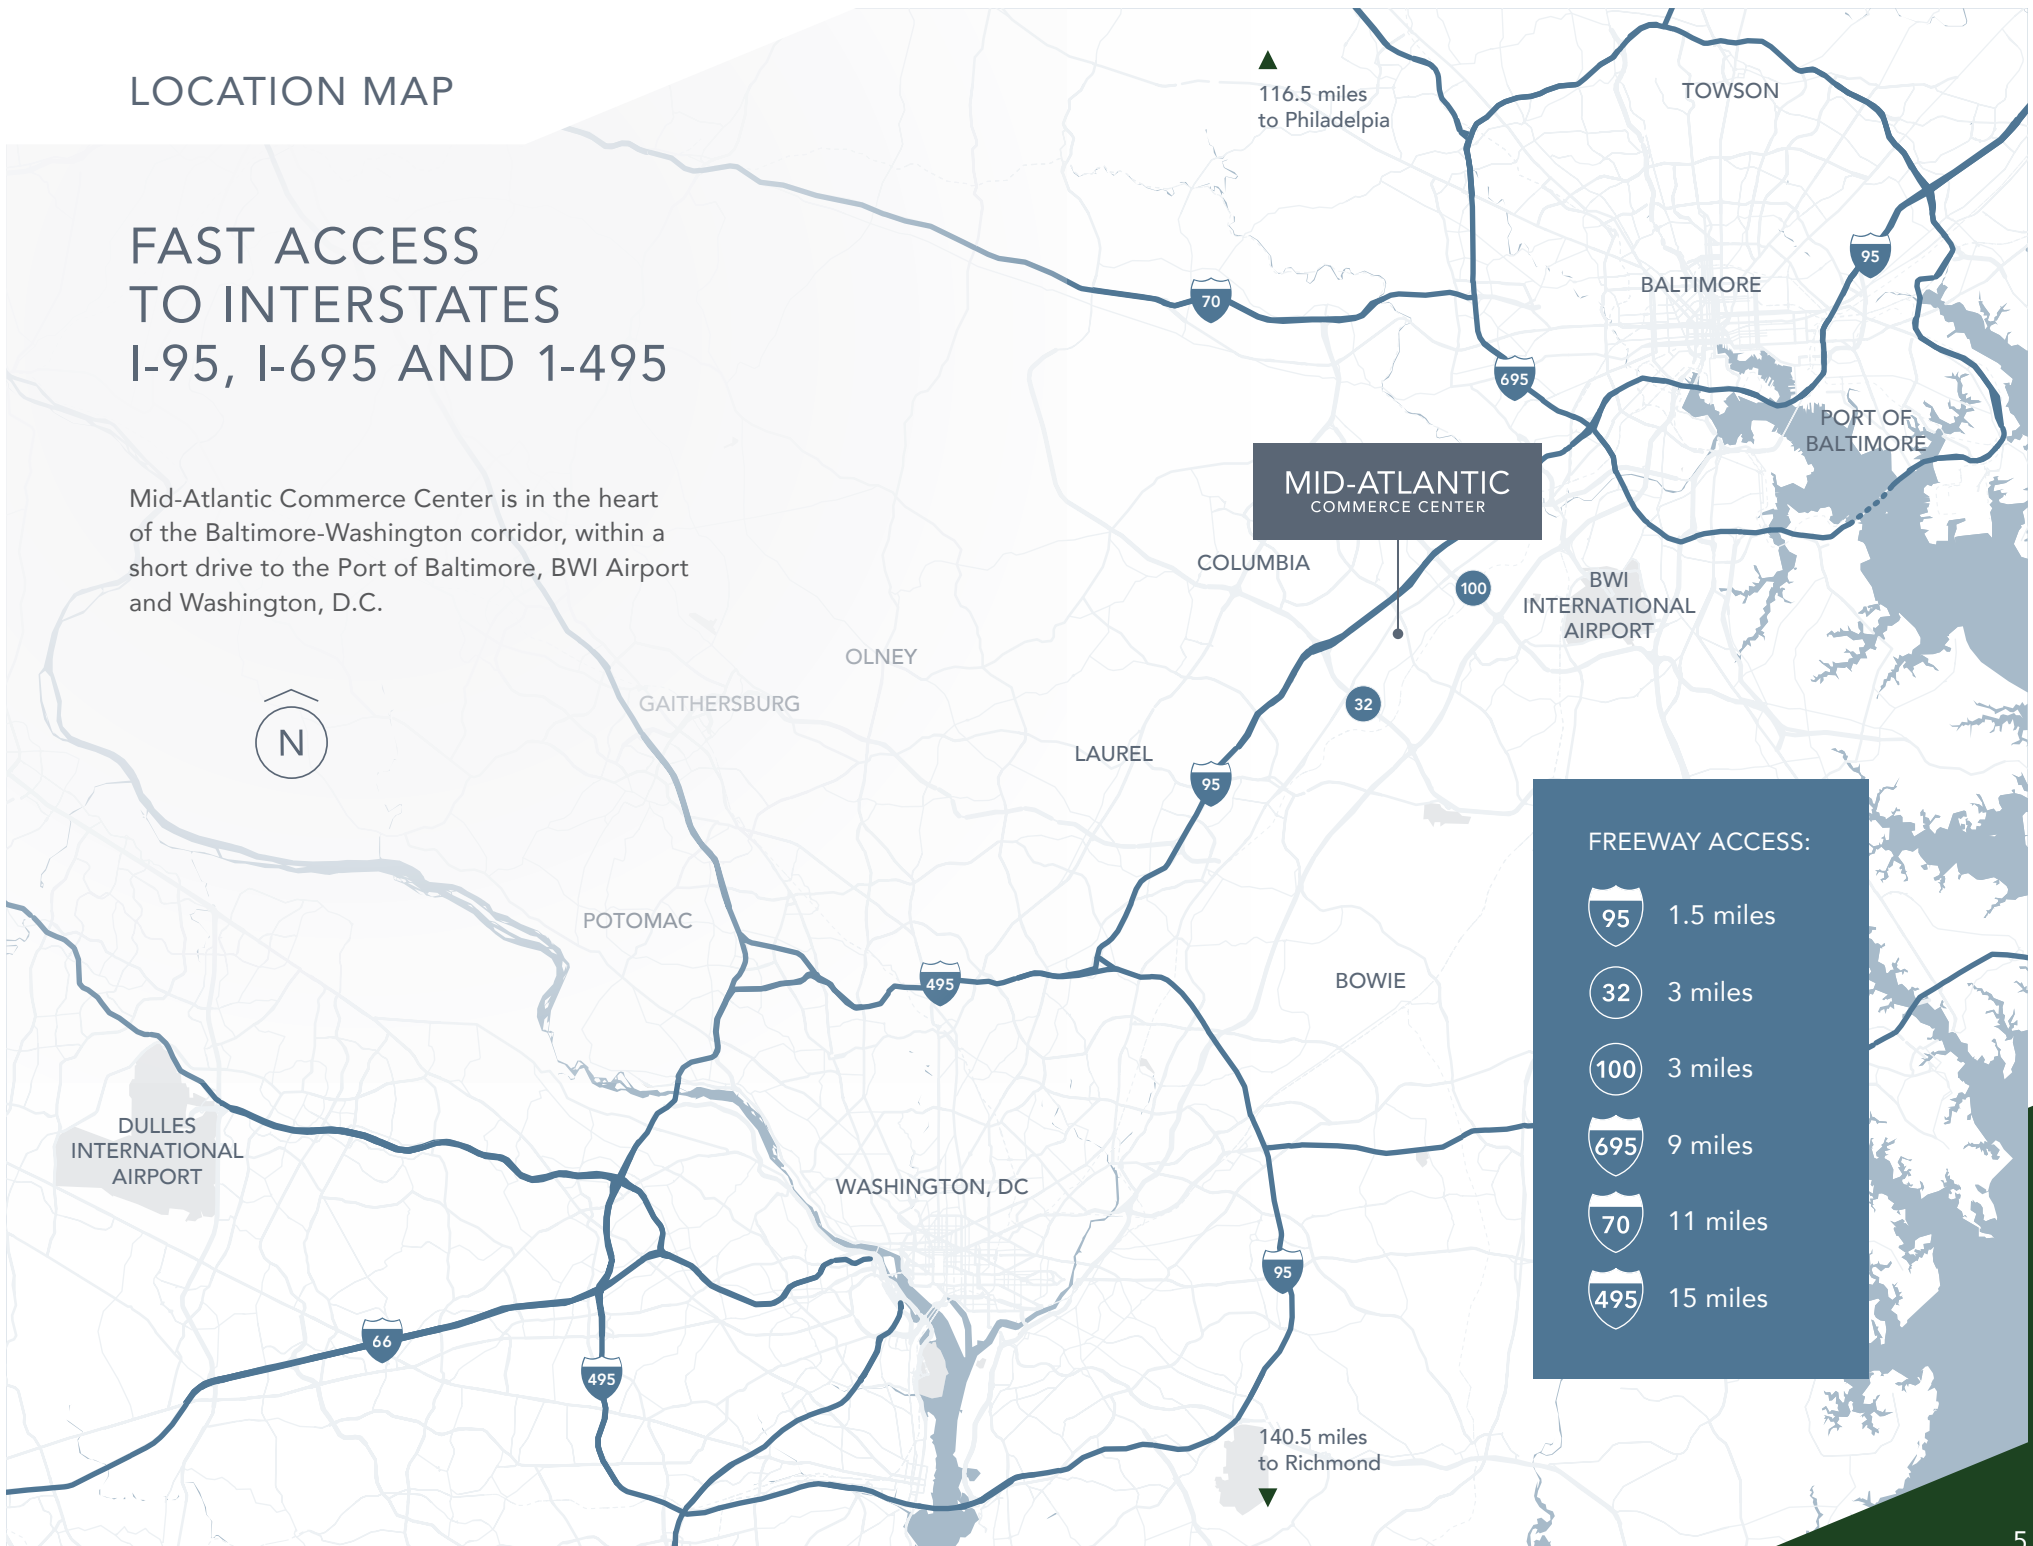 LOCATION MAP
FAST ACCESS
TO INTERSTATES
I-95, I-695 AND 1-495
Mid-Atlantic Commerce Center is in the heart
of the Baltimore-Washington corridor, within a
short drive to the Port of Baltimore, BWI Airport
and Washington, D.C.
N
116.5 miles
to Philadelpia
TOWSON
95
BALTIMORE
70
695
PORT OF
BALTIMORE
MID-ATLANTIC
COMMERCE CENTER
COLUMBIA
100
BWI
INTERNATIONAL
AIRPORT
OLNEY
GAITHERSBURG
32
LAUREL
95
POTOMAC
495
BOWIE
DULLES
INTERNATIONAL
AIRPORT
WASHINGTON, DC
95
66
495
140.5 miles
to Richmond
FREEWAY ACCESS:
95 1.5 miles
32 3 miles
100 3 miles
695 9 miles
70 11 miles
495 15 miles
5